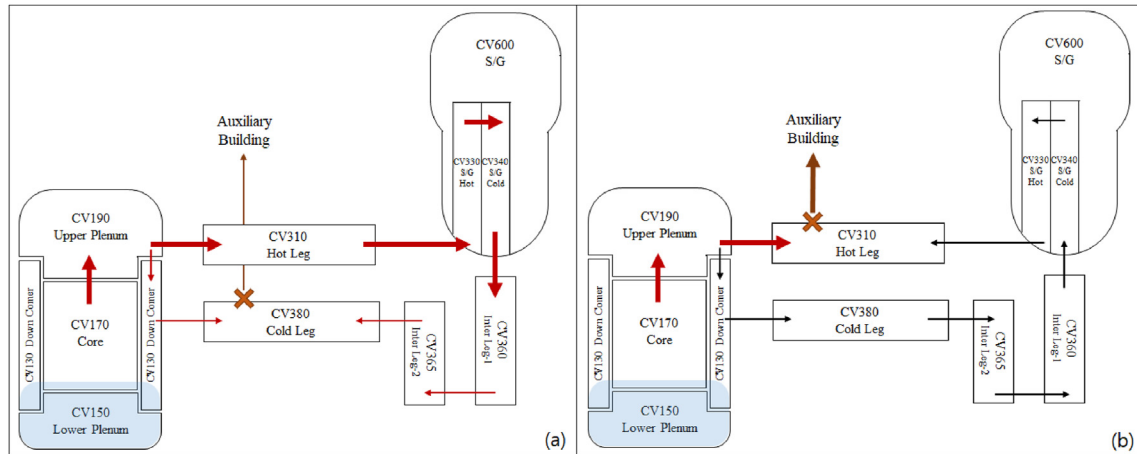 CV600
S/G
Auxiliary
Building
CV330
S/G
Hot
CV340
S/G
Cold
CV190
Upper Plenum
CV310
Hot Leg
CV130 Down Comer
CV170
Core
CV130 Down Comer
CV380
Cold Leg
CV365
Inter Leg-2
CV360
Inter Leg-1
CV150
Lower Plenum
(a)
CV600
S/G
Auxiliary
Building
CV330
S/G
Hot
CV340
S/G
Cold
CV190
Upper Plenum
CV310
Hot Leg
CV130 Down Comer
CV170
Core
CV130 Down Comer
CV380
Cold Leg
CV365
Inter Leg-2
CV360
Inter Leg-1
CV150
Lower Plenum
(b)